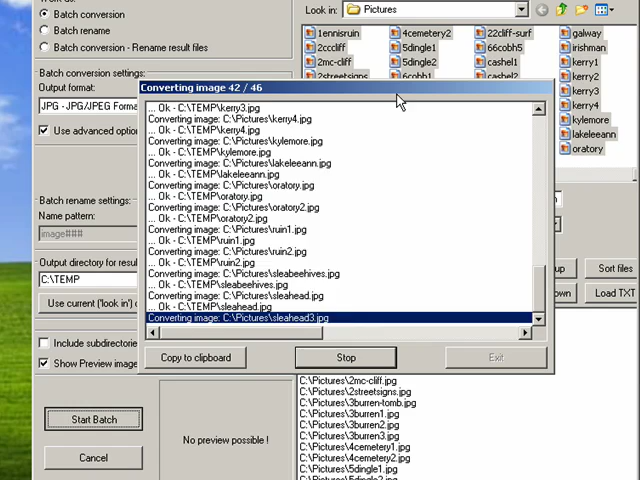 Work as:
Batch conversion
Batch rename
Batch conversion - Rename result files
Batch conversion settings:
Output format:
JPG - JPG/JPEG Forma
Use advanced option
Batch rename settings:
Name pattern:
image###
Output directory for resul
C:\TEMP
Use current ('look in')
Include subdirectorie
Show Preview image
Start Batch
Cancel
No preview possible !
Look in:
Pictures
1ennisruin
2cccliff
2mc-cliff
2streetsigns
4cemetery2
5dingle1
5dingle2
6cobh1
22cliff-surf
66cobh5
cashel1
cashel2
galway
irishman
kerry1
kerry2
kerry3
kerry4
kylemore
lakeleeann
oratory
up
Sort files
own
Load TXT
Converting image 42 / 46
... Ok - C:\TEMP\kerry3.jpg
Converting image: C:\Pictures\kerry4.jpg
... Ok - C:\TEMP\kerry4.jpg
Converting image: C:\Pictures\kylemore.jpg
... Ok - C:\TEMP\kylemore.jpg
Converting image: C:\Pictures\lakeleeann.jpg
... Ok - C:\TEMP\lakeleeann.jpg
Converting image: C:\Pictures\oratory.jpg
... Ok - C:\TEMP\oratory.jpg
Converting image: C:\Pictures\oratory2.jpg
... Ok - C:\TEMP\oratory2.jpg
Converting image: C:\Pictures\ruin1.jpg
... Ok - C:\TEMP\ruin1.jpg
Converting image: C:\Pictures\ruin2.jpg
... Ok - C:\TEMP\ruin2.jpg
Converting image: C:\Pictures\sleabeehives.jpg
... Ok - C:\TEMP\sleabeehives.jpg
Converting image: C:\Pictures\sleahead.jpg
... Ok - C:\TEMP\sleahead.jpg
Converting image: C:\Pictures\sleahead3.jpg
Copy to clipboard
Stop
Exit
C:\Pictures\2mc-cliff.jpg
C:\Pictures\2streetsigns.jpg
C:\Pictures\3burren-tomb.jpg
C:\Pictures\3burren1.jpg
C:\Pictures\3burren2.jpg
C:\Pictures\3burren3.jpg
C:\Pictures\4cemetery1.jpg
C:\Pictures\4cemetery2.jpg
C:\Pictures\5dingle1.jpg